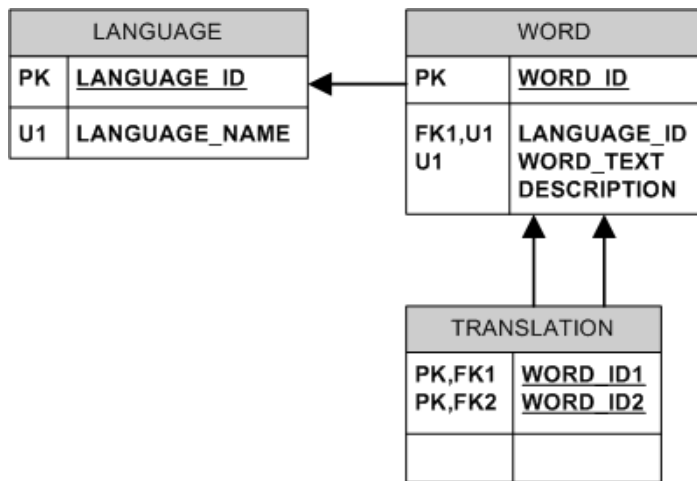 LANGUAGE
PK LANGUAGE_ID
U1 LANGUAGE_NAME
WORD
PK WORD_ID
FK1,U1 LANGUAGE_ID
U1 WORD_TEXT
DESCRIPTION
TRANSLATION
PK,FK1 WORD_ID1
PK,FK2 WORD_ID2